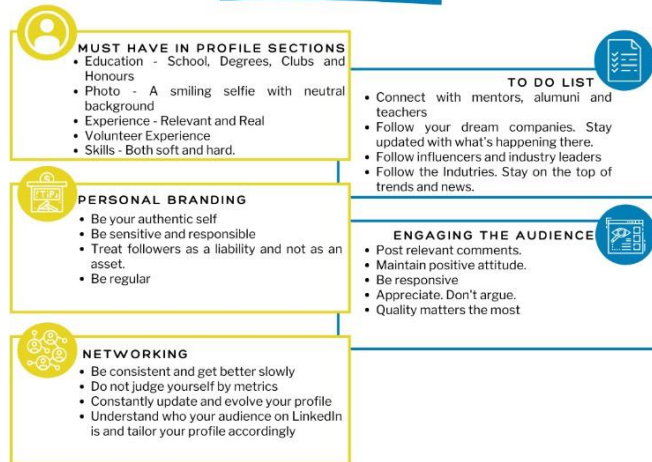 MUST HAVE IN PROFILE SECTIONS
• Education - School, Degrees, Clubs and
Honours
• Photo - A smiling selfie with neutral
background
• Experience - Relevant and Real
• Volunteer Experience
• Skills - Both soft and hard.
TO DO LIST
• Connect with mentors, alumuni and
teachers
• Follow your dream companies. Stay
updated with what's happening there.
• Follow influencers and industry leaders
• Follow the Indutries. Stay on the top of
trends and news.
TIP
PERSONAL BRANDING
• Be your authentic self
• Be sensitive and responsible
• Treat followers as a liability and not as an
asset.
• Be regular
ENGAGING THE AUDIENCE
• Post relevant comments.
• Maintain positive attitude.
• Be responsive
• Appreciate. Don't argue.
• Quality matters the most
NETWORKING
• Be consistent and get better slowly
• Do not judge yourself by metrics
• Constantly update and evolve your profile
• Understand who your audience on LinkedIn
is and tailor your profile accordingly